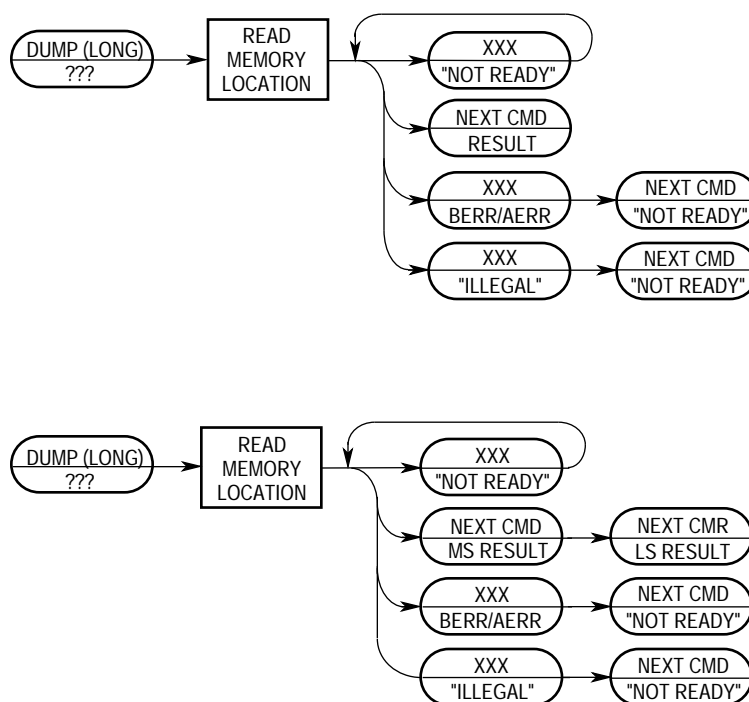 DUMP (LONG)
???
READ
MEMORY
LOCATION
XXX
"NOT READY"
NEXT CMD
RESULT
XXX
BERR/AERR
NEXT CMD
"NOT READY"
XXX
"ILLEGAL"
NEXT CMD
"NOT READY"
DUMP (LONG)
???
READ
MEMORY
LOCATION
XXX
"NOT READY"
NEXT CMD
MS RESULT
NEXT CMR
LS RESULT
XXX
BERR/AERR
NEXT CMD
"NOT READY"
XXX
"ILLEGAL"
NEXT CMD
"NOT READY"